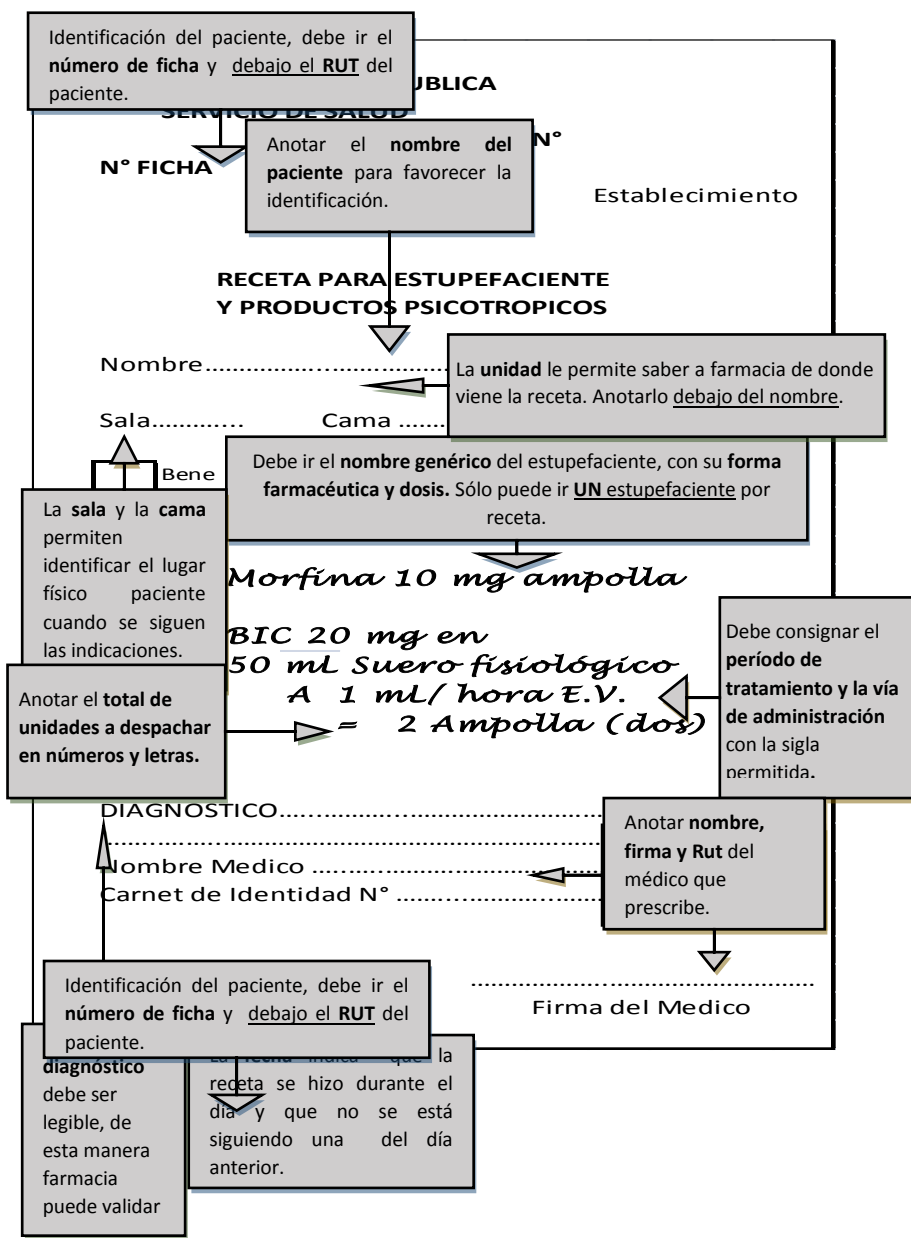 Identificación del paciente, debe ir el
número de ficha y debajo el RUT del
paciente.
UBLICA
SERVICIO DE SALUD
N°
N° FICHA
Anotar el nombre del
paciente para favorecer la
identificación.
Establecimiento
RECETA PARA ESTUPEFACIENTE
Y PRODUCTOS PSICOTROPICOS
Nombre
La unidad le permite saber a farmacia de donde
viene la receta. Anotarlo debajo del nombre.
Sala............ Cama ........
Bene
Debe ir el nombre genérico del estupefaciente, con su forma
farmacéutica y dosis. Sólo puede ir UN estupefaciente por
receta.
La sala y la cama
permiten
identificar el lugar
físico paciente
cuando se siguen
las indicaciones.
Morfina 10 mg ampolla
BIC 20 mg en
50 mL Suero fisiológico
A 1 mL/ hora E.V.
= 2 Ampolla (dos)
Debe consignar el
período de
tratamiento y la vía
de administración
con la sigla
permitida.
Anotar el total de
unidades a despachar
en números y letras.
DIAGNOSTICO
Nombre Medico
Carnet de Identidad N°
Anotar nombre,
firma y Rut del
médico que
prescribe.
Firma del Medico
Identificación del paciente, debe ir el
número de ficha y debajo el RUT del
paciente.
diagnóstico
debe ser
legible, de
esta manera
farmacia
puede validar
La fecha indica que la
receta se hizo durante el
día y que no se está
siguiendo una del día
anterior.